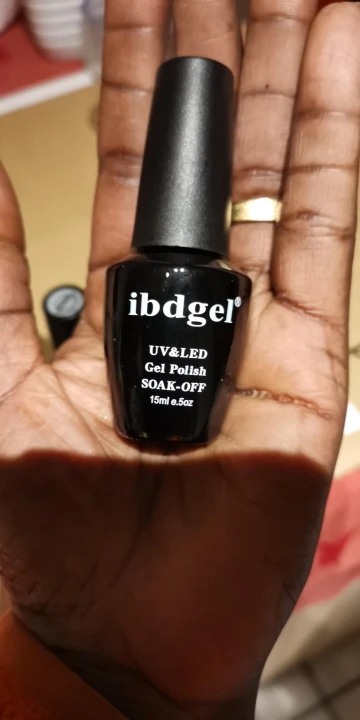 ibdgel®
UV&LED
Gel Polish
SOAK-OFF
15ml e.5oz